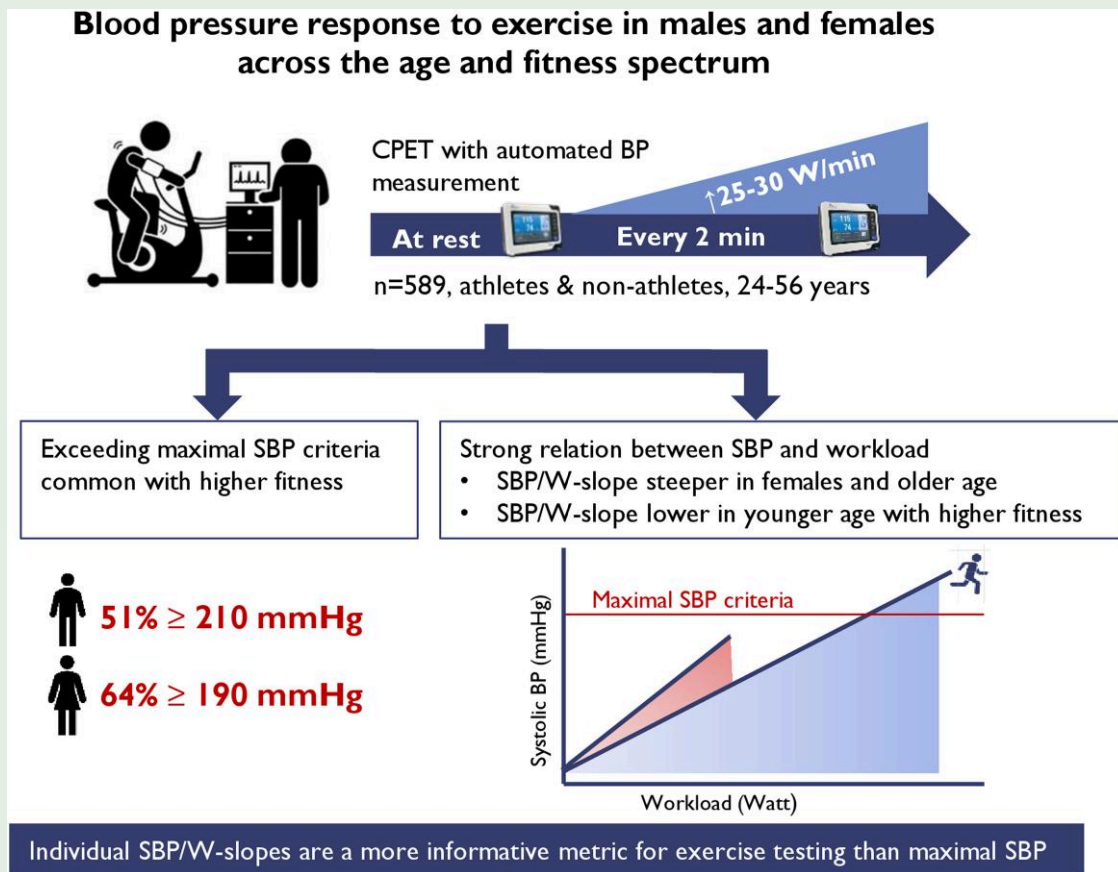 Blood pressure response to exercise in males and females
across the age and fitness spectrum
CPET with automated BP
measurement
↑25-30 W/min
At rest
115
74
Every 2 min
115
74
n=589, athletes & non-athletes, 24-56 years
Exceeding maximal SBP criteria
common with higher fitness
Strong relation between SBP and workload
• SBP/W-slope steeper in females and older age
• SBP/W-slope lower in younger age with higher fitness
51% ≥ 210 mmHg
64% ≥ 190 mmHg
Maximal SBP criteria
Systolic BP (mmHg)
Workload (Watt)
Individual SBP/W-slopes are a more informative metric for exercise testing than maximal SBP